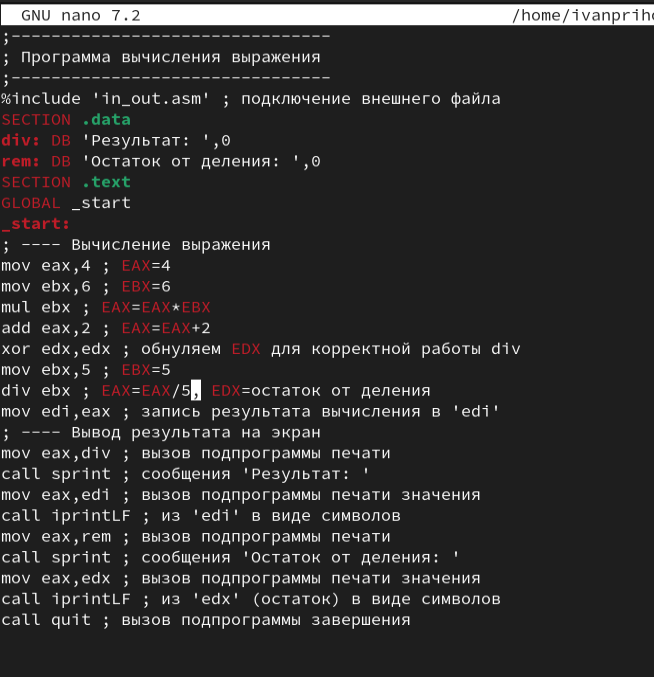 GNU nano 7.2 /home/ivanpriho
;--------------------------------
; Программа вычисления выражения
;--------------------------------
%include 'in_out.asm' ; подключение внешнего файла
SECTION .data
div: DB 'Результат: ',0
rem: DB 'Остаток от деления: ',0
SECTION .text
GLOBAL _start
_start:
; ---- Вычисление выражения
mov eax,4 ; EAX=4
mov ebx,6 ; EBX=6
mul ebx ; EAX=EAX*EBX
add eax,2 ; EAX=EAX+2
xor edx,edx ; обнуляем EDX для корректной работы div
mov ebx,5 ; EBX=5
div ebx ; EAX=EAX/5, EDX=остаток от деления
mov edi,eax ; запись результата вычисления в 'edi'
; ---- Вывод результата на экран
mov eax,div ; вызов подпрограммы печати
call sprint ; сообщения 'Результат: '
mov eax,edi ; вызов подпрограммы печати значения
call iprintLF ; из 'edi' в виде символов
mov eax,rem ; вызов подпрограммы печати
call sprint ; сообщения 'Остаток от деления: '
mov eax,edx ; вызов подпрограммы печати значения
call iprintLF ; из 'edx' (остаток) в виде символов
call quit ; вызов подпрограммы завершения